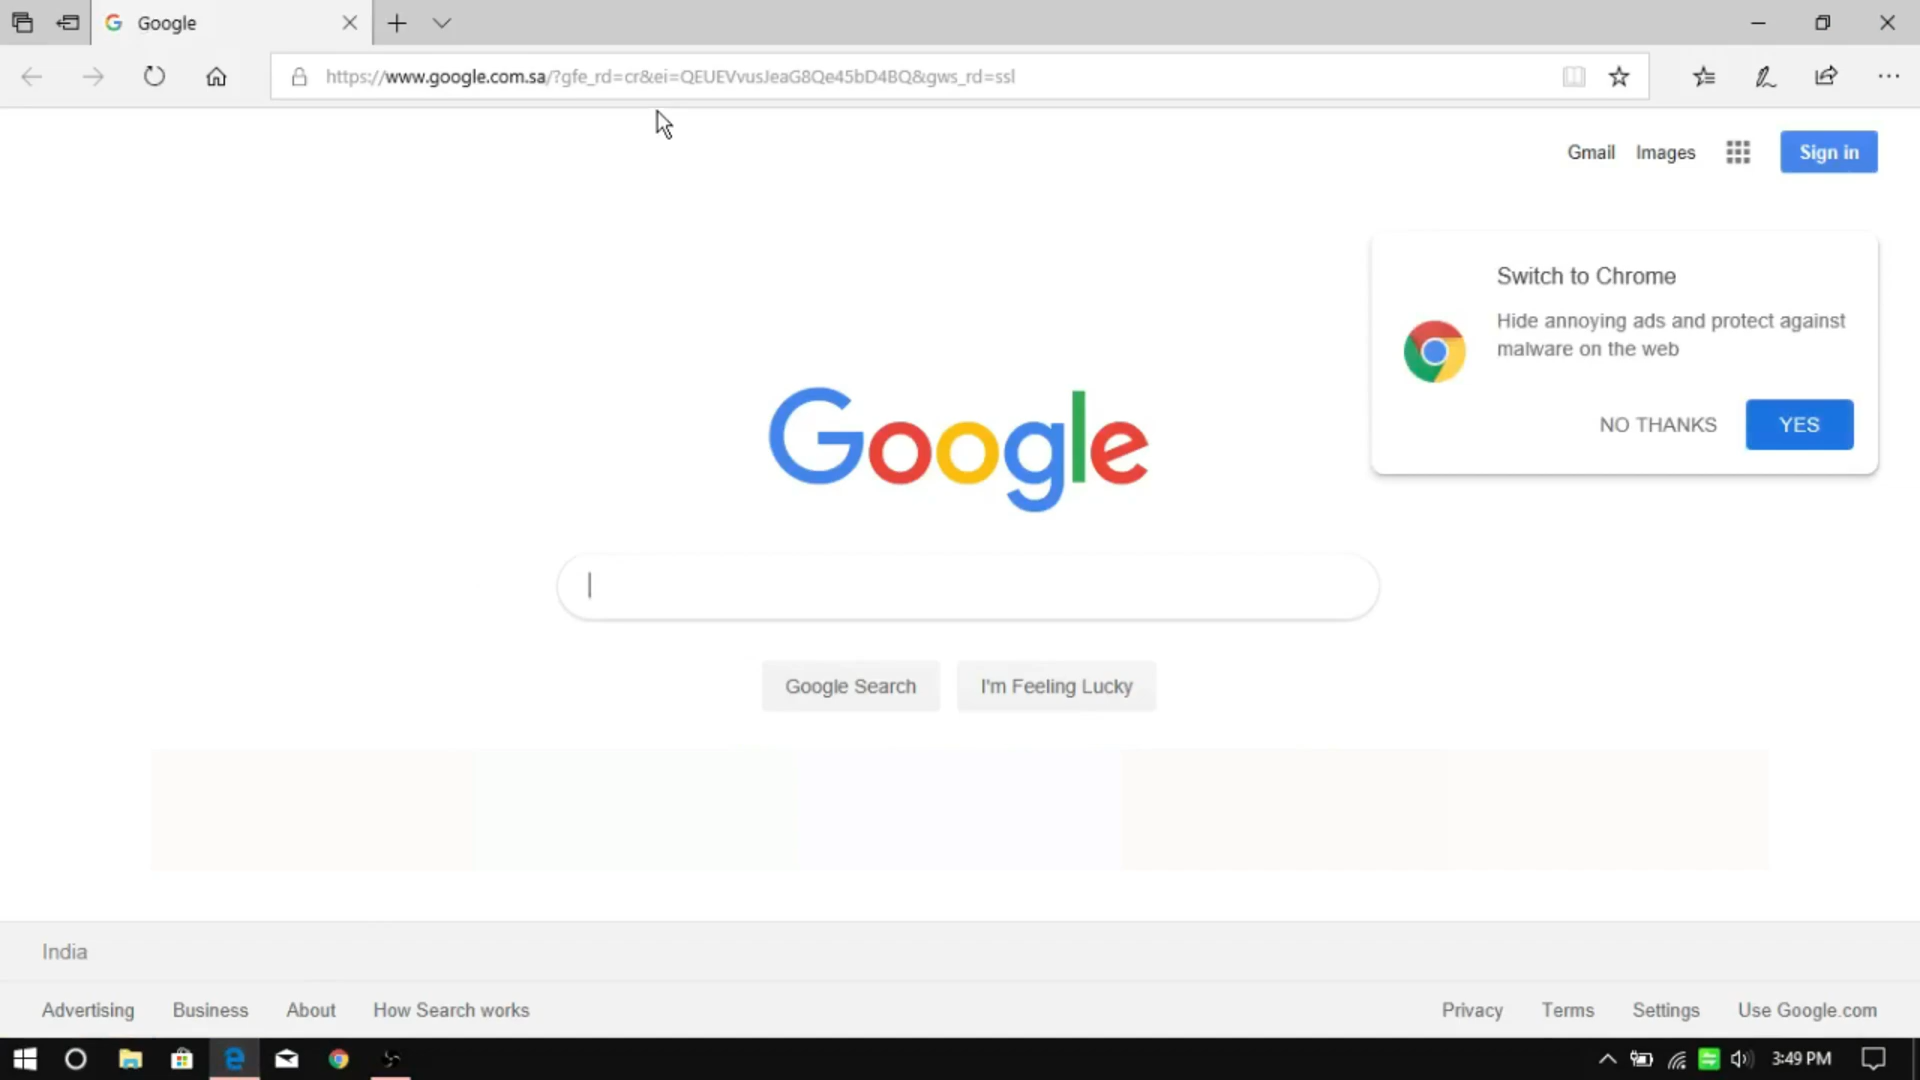 Google
https://www.google.com.sa/?gfe_rd=cr&ei=QEUEVvusJeaG8Qe45bD4BQ&gws_rd=ssl
Gmail Images Sign in
Switch to Chrome
Hide annoying ads and protect against
malware on the web
NO THANKS YES
Google
Google Search I'm Feeling Lucky
India
Advertising Business About How Search works Privacy Terms Settings Use Google.com
3:49 PM